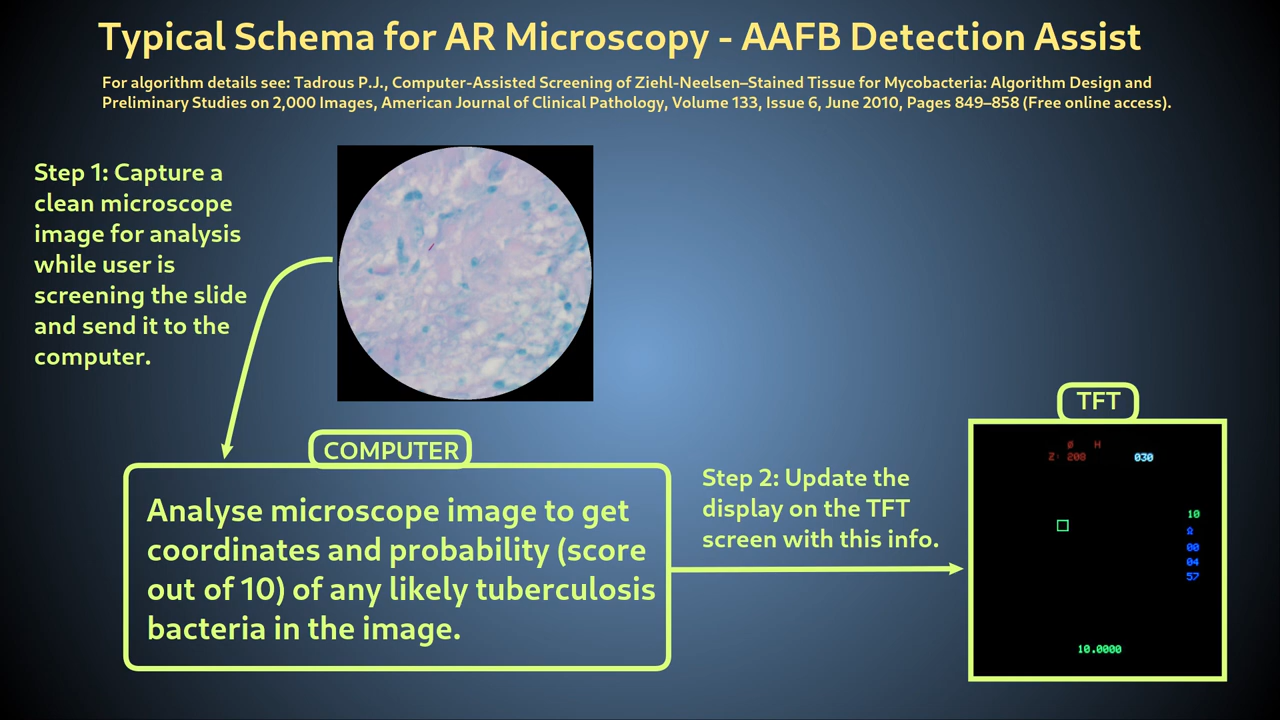 Typical Schema for AR Microscopy - AAFB Detection Assist
For algorithm details see: Tadrous P.J., Computer-Assisted Screening of Ziehl-Neelsen–Stained Tissue for Mycobacteria: Algorithm Design and
Preliminary Studies on 2,000 Images, American Journal of Clinical Pathology, Volume 133, Issue 6, June 2010, Pages 849–858 (Free online access).
Step 1: Capture a
clean microscope
image for analysis
while user is
screening the slide
and send it to the
computer.
COMPUTER
Analyse microscope image to get
coordinates and probability (score
out of 10) of any likely tuberculosis
bacteria in the image.
Step 2: Update the
display on the TFT
screen with this info.
TFT
H
030
10
00
04
57
10.0000